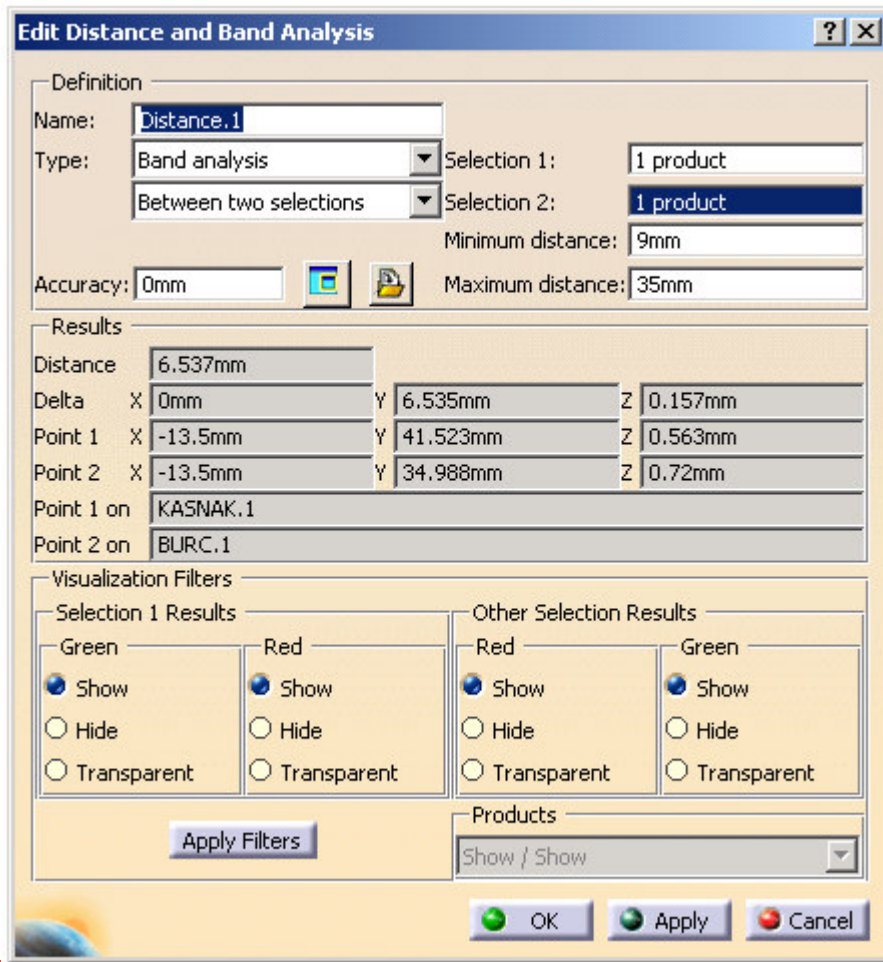 Edit Distance and Band Analysis
Definition
Name: Distance.1
Type: Band analysis Selection 1: 1 product
Between two selections Selection 2: 1 product
Minimum distance: 9mm
Accuracy: 0mm Maximum distance: 35mm
Results
Distance 6.537mm
Delta X 0mm Y 6.535mm Z 0.157mm
Point 1 X -13.5mm Y 41.523mm Z 0.563mm
Point 2 X -13.5mm Y 34.988mm Z 0.72mm
Point 1 on KASNAK.1
Point 2 on BURC.1
Visualization Filters
Selection 1 Results Other Selection Results
Green Red Red Green
Show Show Show Show
Hide Hide Hide Hide
Transparent Transparent Transparent Transparent
Products
Apply Filters Show / Show
OK Apply Cancel